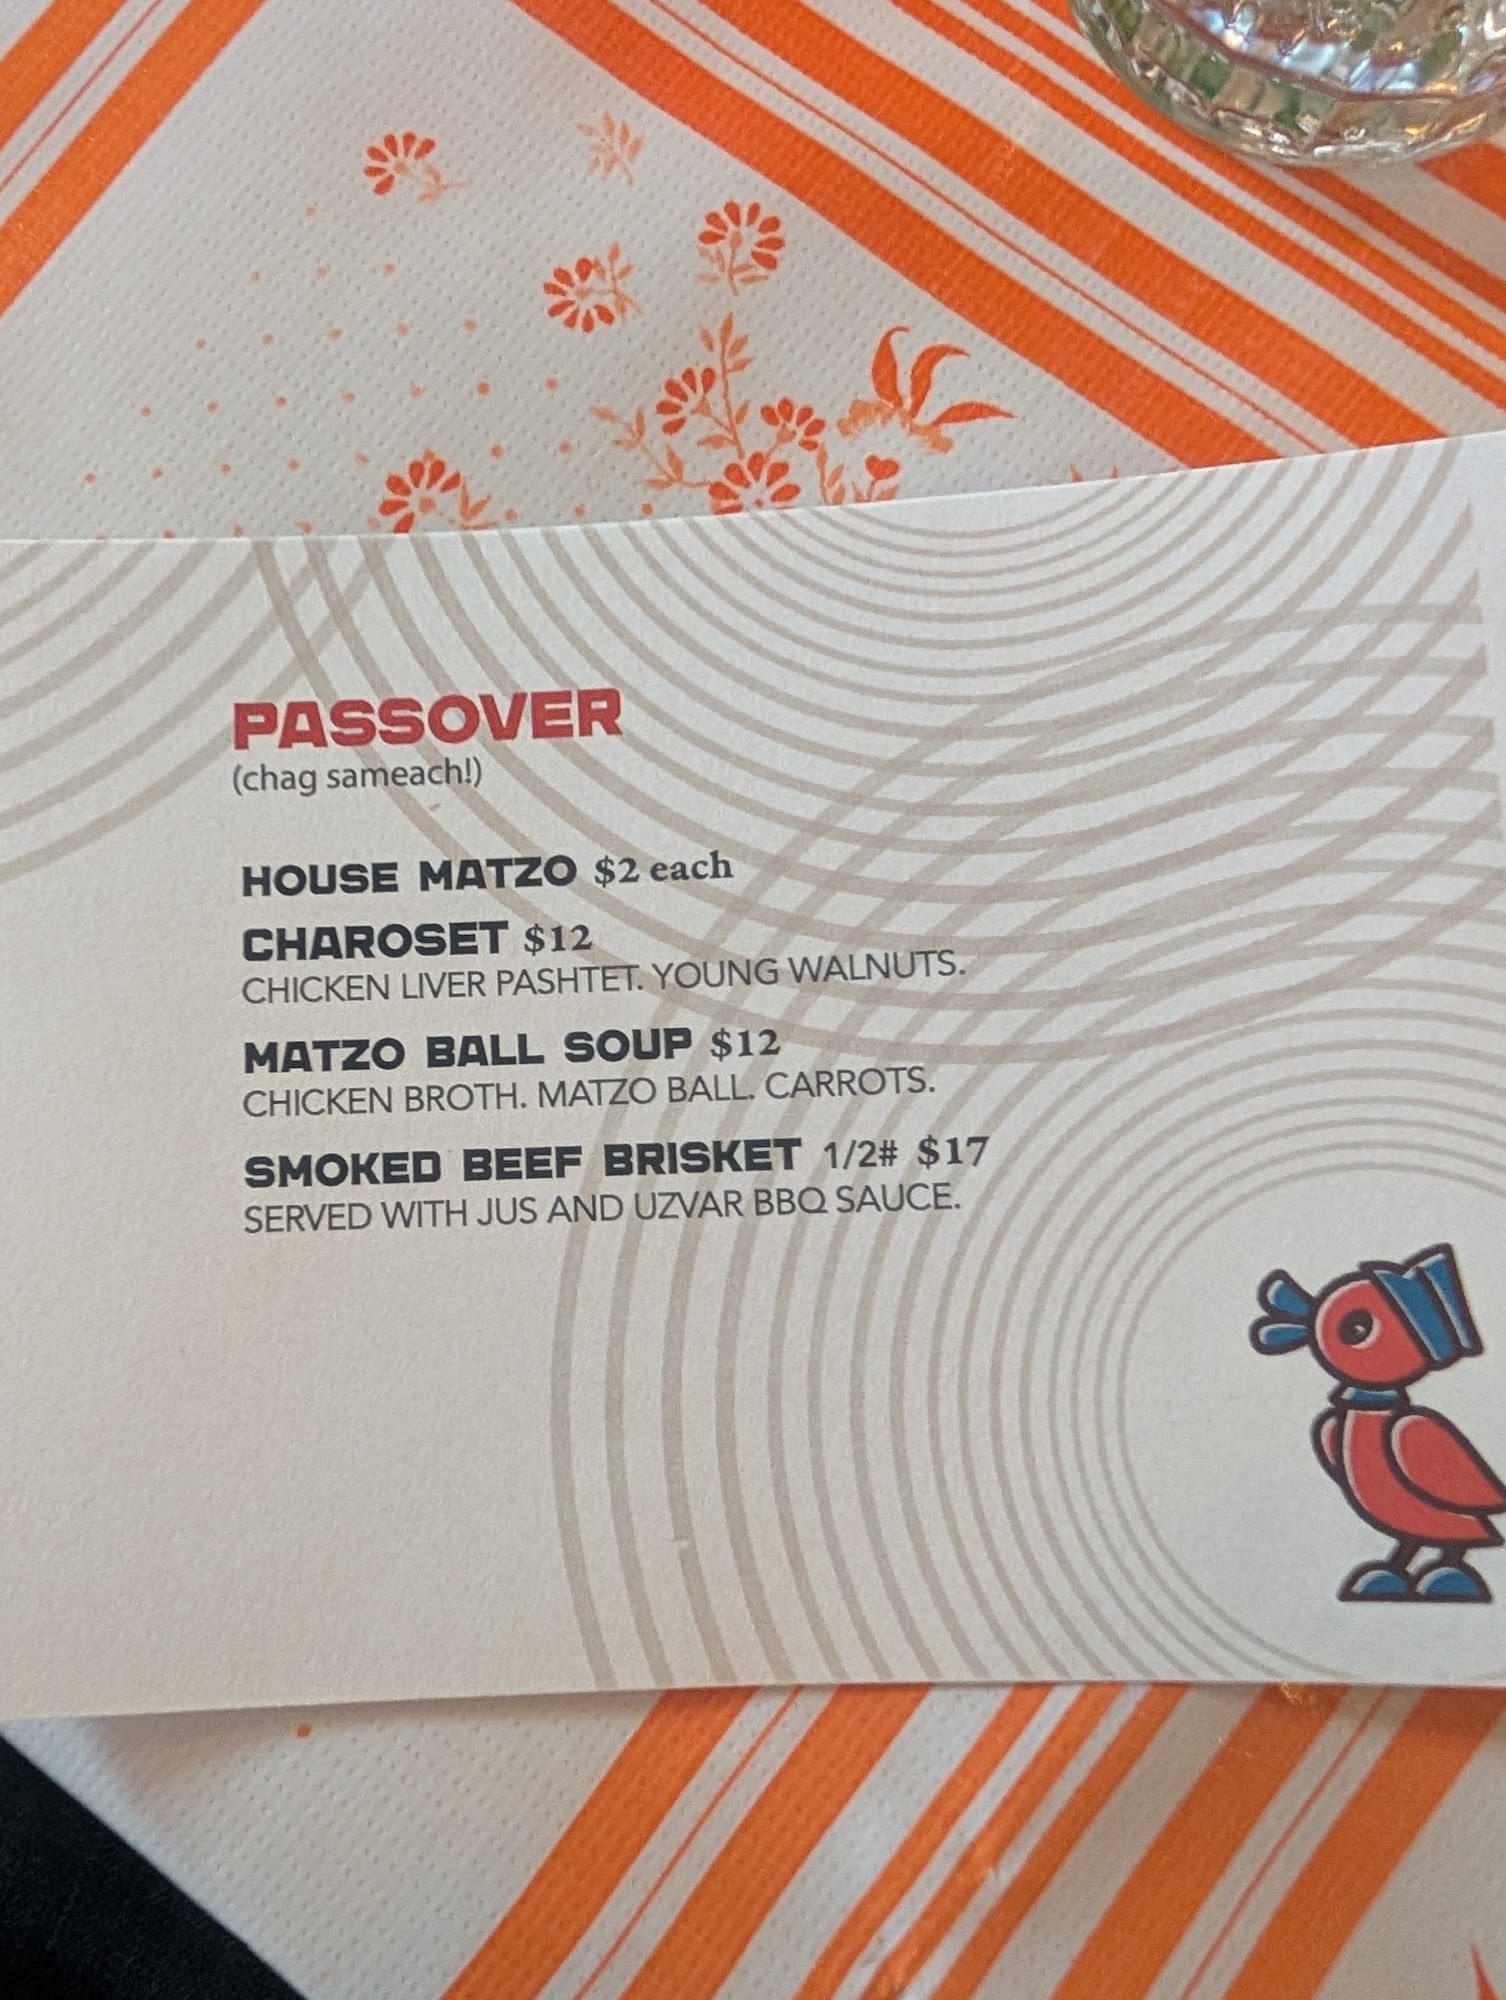 PASSOVER
(chag sameach!)
HOUSE MATZO $2 each
CHAROSET $12
CHICKEN LIVER PASHTET. YOUNG WALNUTS.
MATZO BALL SOUP $12
CHICKEN BROTH. MATZO BALL. CARROTS.
SMOKED BEEF BRISKET 1/2# $17
SERVED WITH JUS AND UZVAR BBQ SAUCE.